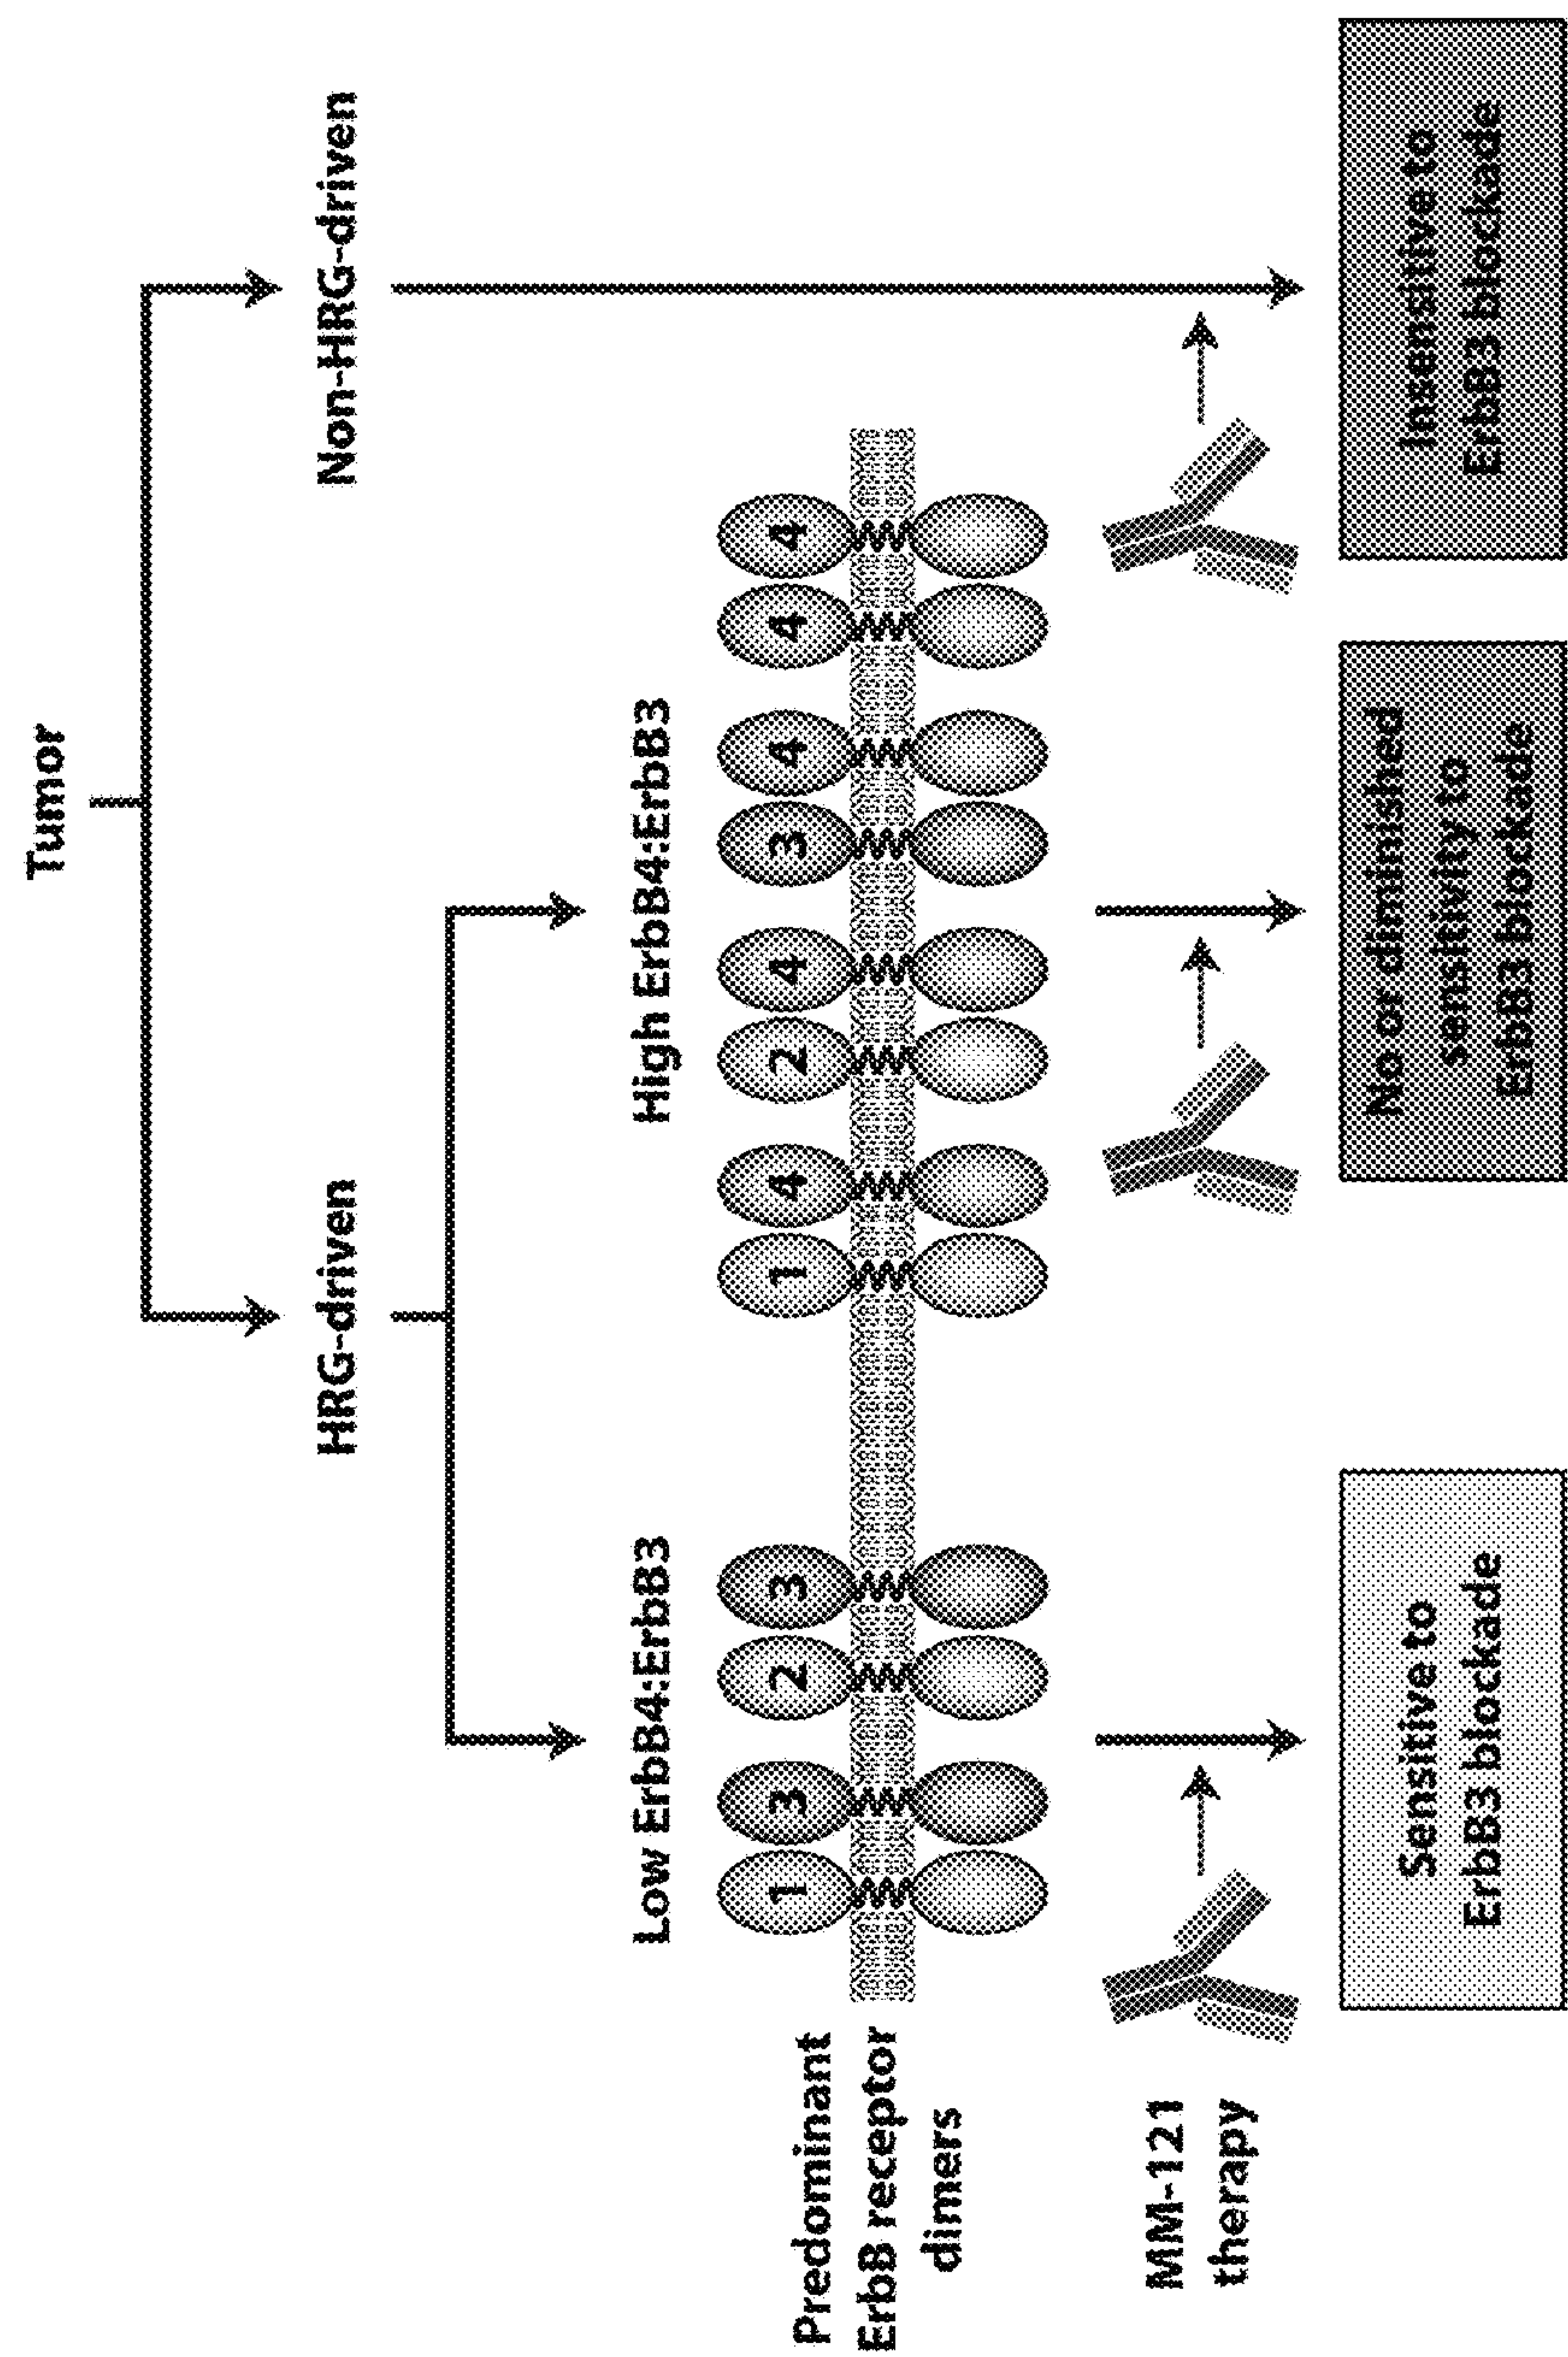 Tumor
HRG-driven
Non-HRG-driven
Low ErbB4:ErbB3
High ErbB4:ErbB3
Predominant
ErbB receptor
dimers
1 3 2 3 1 4 2 4 3 4 4 4
MM-121
therapy
Sensitive to
ErbB3 blockade
No or diminished
sensitivity to
ErbB3 blockade
Insensitive to
ErbB3 blockade